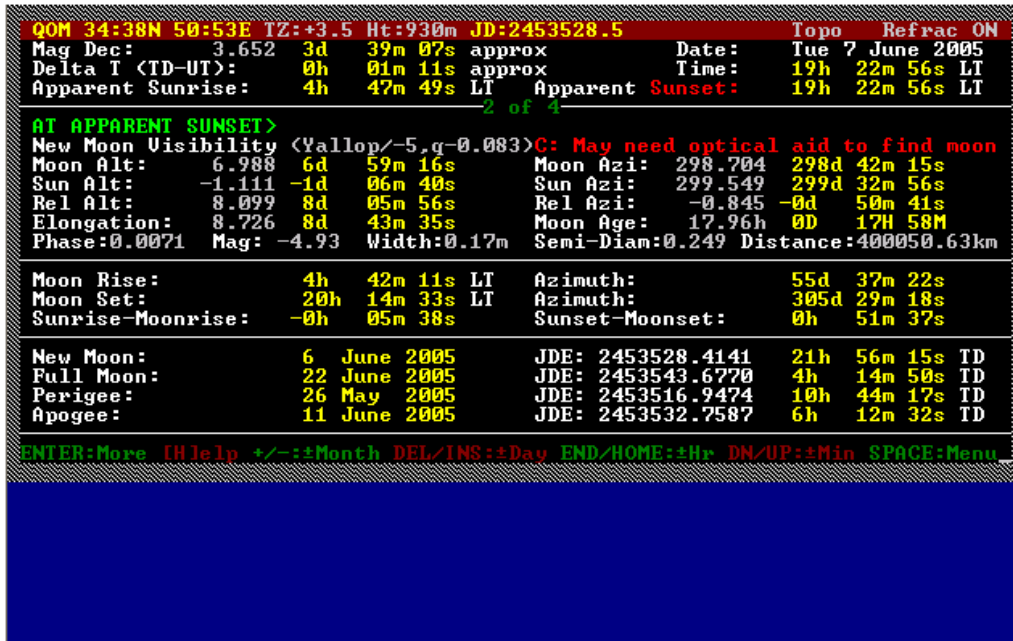 QOM 34:38N 50:53E TZ:+3.5 Ht:930m JD:2453528.5 Topo Refrac ON
Mag Dec: 3.652 3d 39m 07s approx Date: Tue 7 June 2005
Delta T (TD-UT): 0h 01m 11s approx Time: 19h 22m 56s LT
Apparent Sunrise: 4h 47m 49s LT Apparent Sunset: 19h 22m 56s LT
2 of 4
AT APPARENT SUNSET>
New Moon Visibility (Yallop/-5,q-0.083)C: May need optical aid to find moon
Moon Alt: 6.988 6d 59m 16s Moon Azi: 298.704 298d 42m 15s
Sun Alt: -1.111 -1d 06m 40s Sun Azi: 299.549 299d 32m 56s
Rel Alt: 8.099 8d 05m 56s Rel Azi: -0.845 -0d 50m 41s
Elongation: 8.726 8d 43m 35s Moon Age: 17.96h 0D 17H 58M
Phase:0.0071 Mag: -4.93 Width:0.17m Semi-Diam:0.249 Distance:400050.63km
Moon Rise: 4h 42m 11s LT Azimuth: 55d 37m 22s
Moon Set: 20h 14m 33s LT Azimuth: 305d 29m 18s
Sunrise-Moonrise: -0h 05m 38s Sunset-Moonset: 0h 51m 37s
New Moon: 6 June 2005 JDE: 2453528.4141 21h 56m 15s TD
Full Moon: 22 June 2005 JDE: 2453543.6770 4h 14m 50s TD
Perigee: 26 May 2005 JDE: 2453516.9474 10h 44m 17s TD
Apogee: 11 June 2005 JDE: 2453532.7587 6h 12m 32s TD
ENTER:More [H]elp +/-:±Month DEL/INS:±Day END/HOME:±Hr DN/UP:±Min SPACE:Menu_